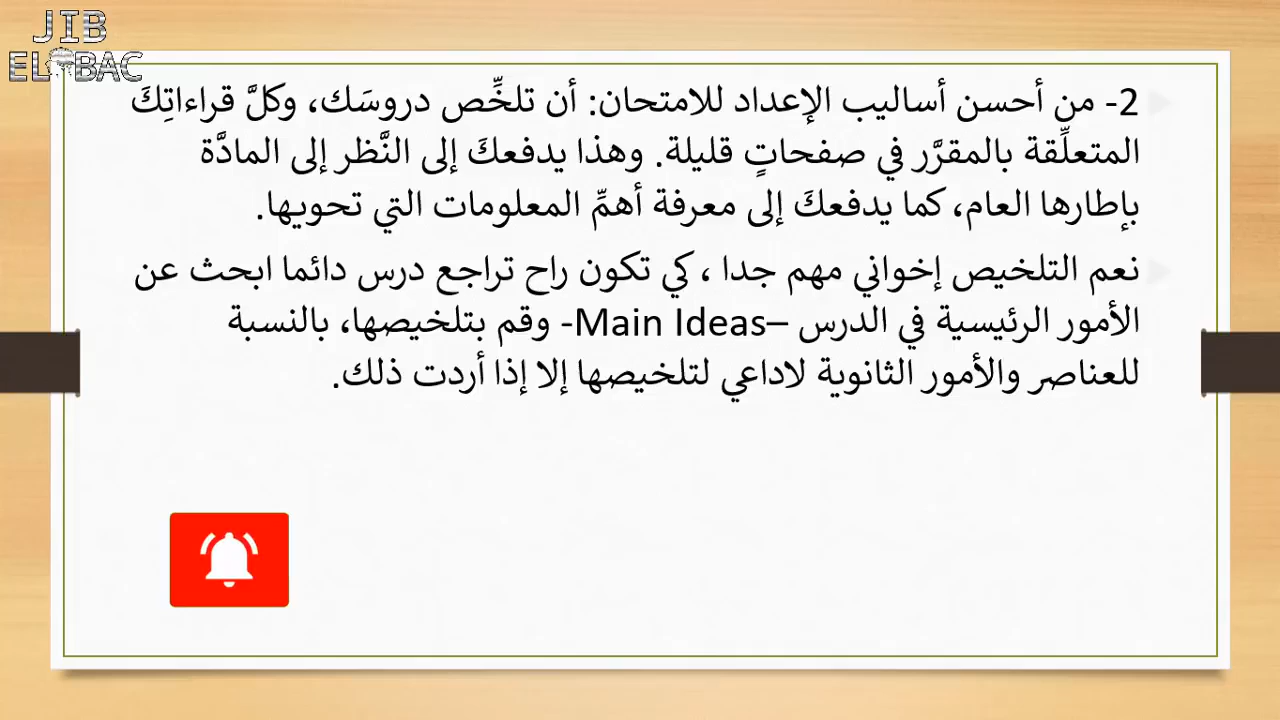 JIB
EL BAC
2- من أحسن أساليب الإعداد للامتحان: أن تلخِّص دروسَك، وكلَّ قراءاتِكَ
المتعلِّقة بالمقرَّر في صفحاتٍ قليلة. وهذا يدفعكَ إلى النَّظر إلى المادَّة
بإطارها العام، كما يدفعكَ إلى معرفة أهمِّ المعلومات التي تحويها.
نعم التلخيص إخواني مهم جدا ، كي تكون راح تراجع درس دائما ابحث عن
الأمور الرئيسية في الدرس –Main Ideas- وقم بتلخيصها، بالنسبة
للعناصر والأمور الثانوية لاداعي لتلخيصها إلا إذا أردت ذلك.